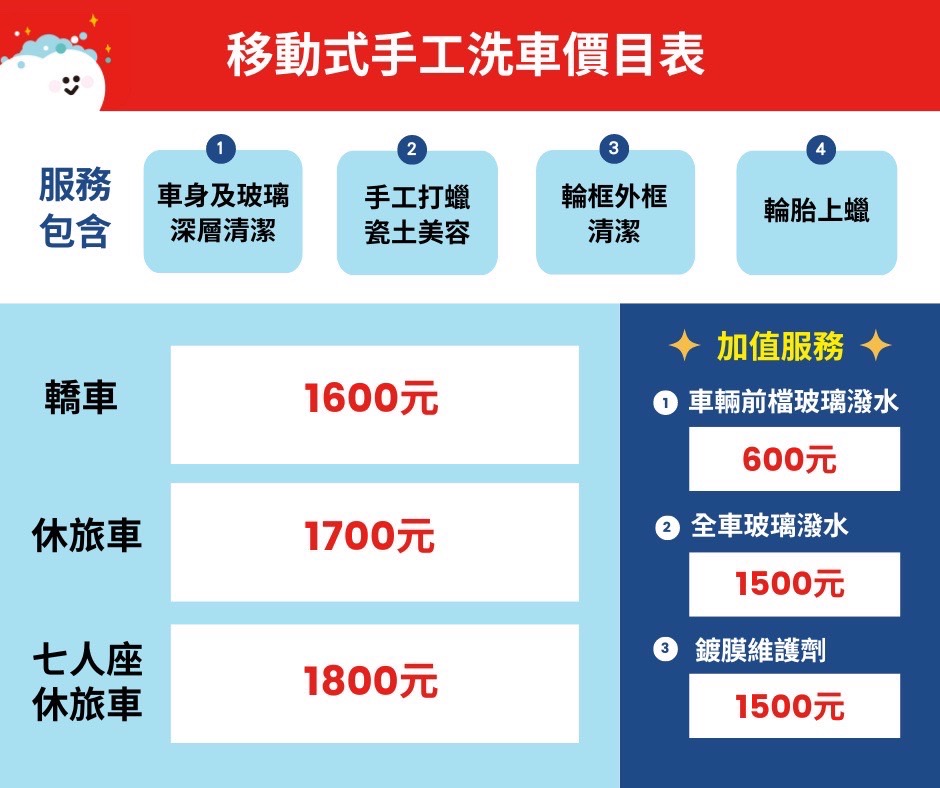 移動式手工洗車價目表
服務
包含
1
車身及玻璃
深層清潔
2
手工打蠟
瓷土美容
3
輪框外框
清潔
4
輪胎上蠟
轎車
1600元
休旅車
1700元
七人座
休旅車
1800元
加值服務
1 車輛前檔玻璃潑水
600元
2 全車玻璃潑水
1500元
3 鍍膜維護劑
1500元